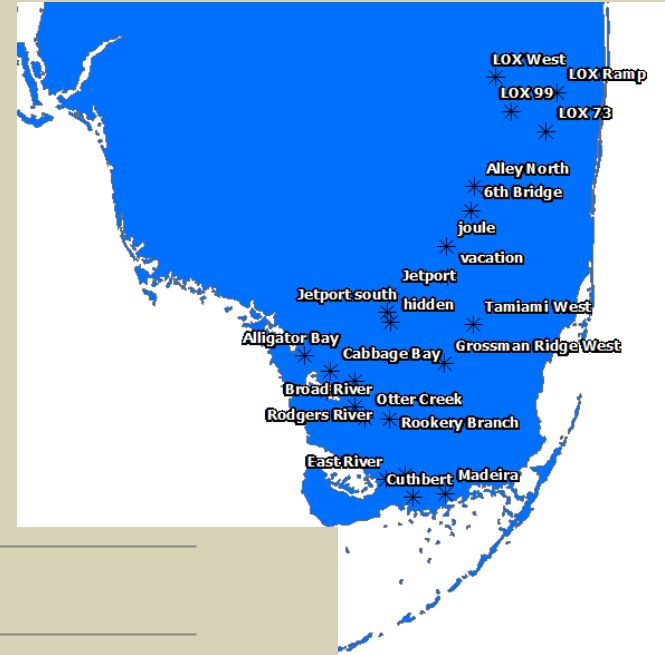 LOX West
LOX Ramp
LOX 99
LOX 73
Alley North
6th Bridge
joule
vacation
Jetport
Jetport south
hidden
Tamiami West
Alligator Bay
Cabbage Bay
Grossman Ridge West
Broad River
Otter Creek
Rodgers River
Rookery Branch
East River
Cuthbert
Madeira